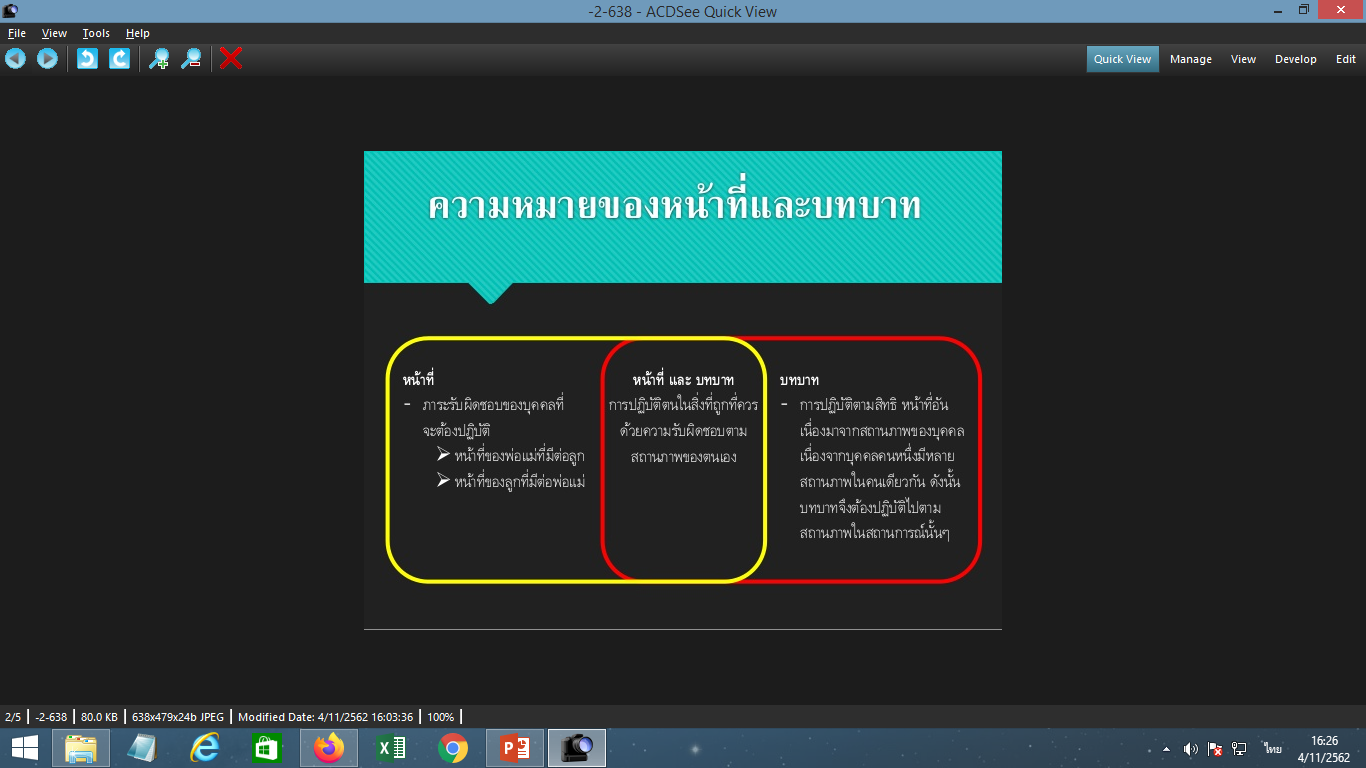 -2-638 - ACDSee Quick View
File View Tools Help
Quick View Manage View Develop Edit
ความหมายของหน้าที่และบทบาท
หน้าที่
- ภาระรับผิดชอบของบุคคลที่
จะต้องปฏิบัติ
➢ หน้าที่ของพ่อแม่ที่มีต่อลูก
➢ หน้าที่ของลูกที่มีต่อพ่อแม่
หน้าที่ และ บทบาท
การปฏิบัติตนในสิ่งที่ถูกที่ควร
ด้วยความรับผิดชอบตาม
สถานภาพของตนเอง
บทบาท
- การปฏิบัติตามสิทธิ หน้าที่อัน
เนื่องมาจากสถานภาพของบุคคล
เนื่องจากบุคคลคนหนึ่งมีหลาย
สถานภาพในคนเดียวกัน ดังนั้น
บทบาทจึงต้องปฏิบัติไปตาม
สถานภาพในสถานการณ์นั้นๆ
2/5 -2-638 80.0 KB 638x479x24b JPEG Modified Date: 4/11/2562 16:03:36 100%
ไทย
16:26
4/11/2562